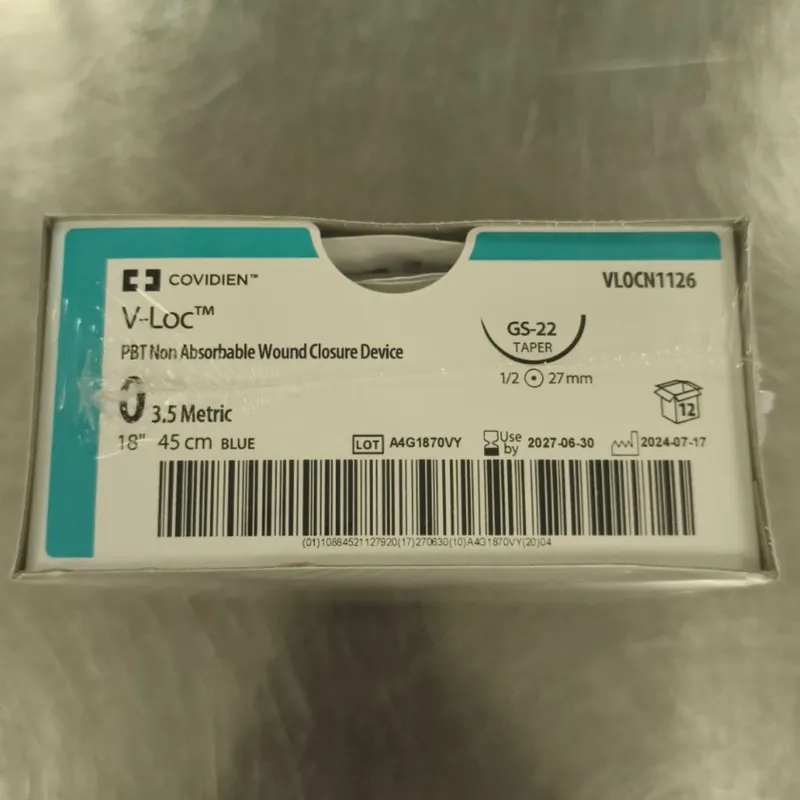 COVIDIEN™
VLOCN1126
V-Loc™
PBT Non Absorbable Wound Closure Device
GS-22
TAPER
1/2 27 mm
0 3.5 Metric
12
18" 45 cm BLUE
LOT A4G1870VY Use by 2027-06-30 2024-07-17
(01)10884521127920(17)270630(10)A4G1870VY(20)04